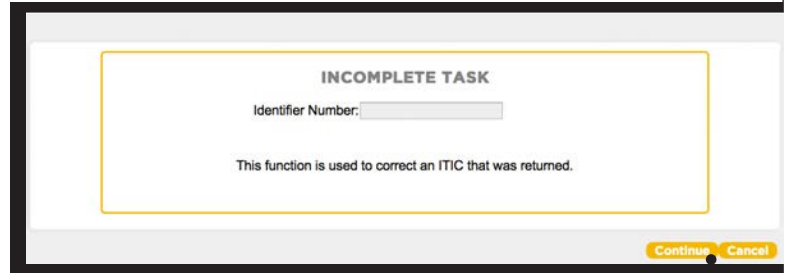 INCOMPLETE TASK
Identifier Number:
This function is used to correct an ITIC that was returned.
Continue Cancel